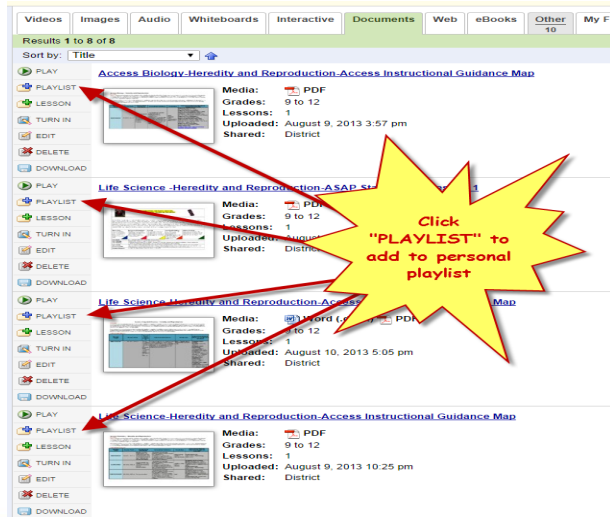 Videos Images Audio Whiteboards Interactive Documents Web eBooks Other My F
10
Results 1 to 8 of 8
Sort by: Title
PLAY
PLAYLIST
LESSON
TURN IN
EDIT
DELETE
DOWNLOAD
Access Biology-Heredity and Reproduction-Access Instructional Guidance Map
Media: PDF
Grades: 9 to 12
Lessons: 1
Uploaded: August 9, 2013 3:57 pm
Shared: District
PLAY
PLAYLIST
LESSON
TURN IN
EDIT
DELETE
DOWNLOAD
Life Science -Heredity and Reproduction-ASAP
Media:
Grades: 9 to 12
Lessons: 1
Uploaded:
Shared: District
Click
"PLAYLIST" to
add to personal
playlist
PLAY
PLAYLIST
LESSON
TURN IN
EDIT
DELETE
DOWNLOAD
Life Science-Heredity and Reproduction-Access Map
Media: Word PDF
Grades: 9 to 12
Lessons: 1
Uploaded: August 10, 2013 5:05 pm
Shared: District
PLAY
PLAYLIST
LESSON
TURN IN
EDIT
DELETE
DOWNLOAD
Life Science-Heredity and Reproduction-Access Instructional Guidance Map
Media: PDF
Grades: 9 to 12
Lessons: 1
Uploaded: August 9, 2013 10:25 pm
Shared: District